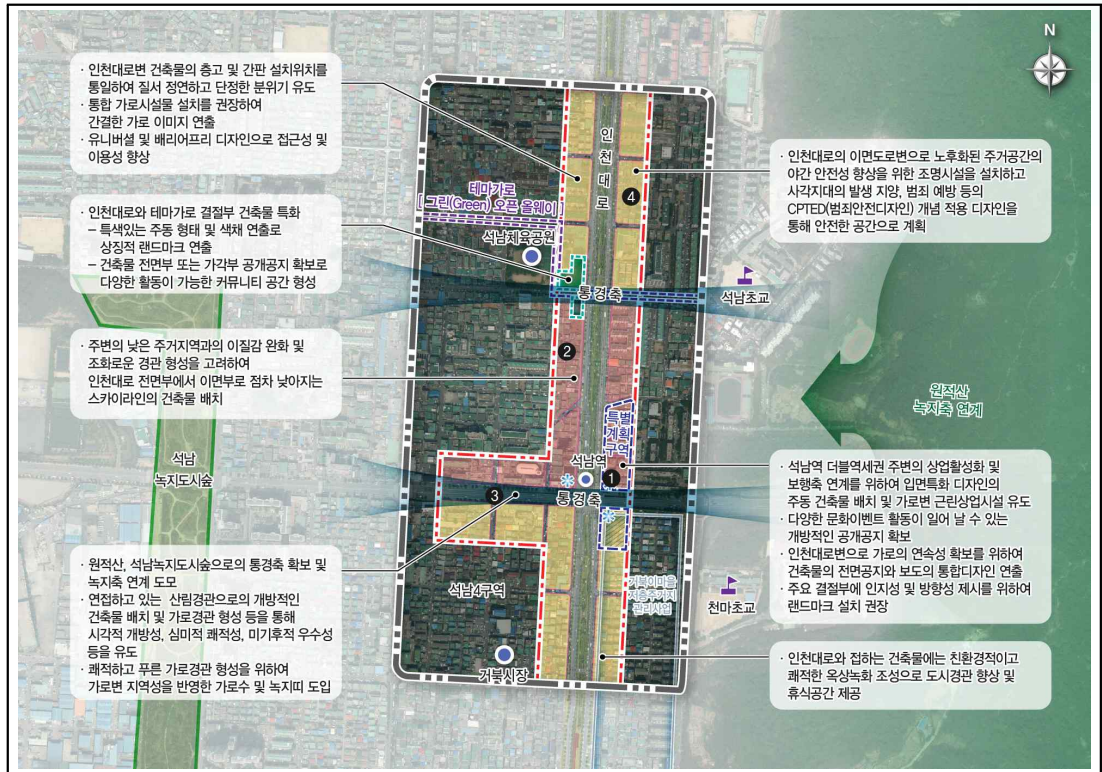 N
· 인천대로변 건축물의 층고 및 간판 설치위치를
통일하여 질서 정연하고 단정한 분위기 유도
· 통합 가로시설물 설치를 권장하여
간결한 가로 이미지 연출
· 유니버셜 및 배리어프리 디자인으로 접근성 및
이용성 향상
· 인천대로와 테마가로 결절부 건축물 특화
– 특색있는 주동 형태 및 색채 연출로
상징적 랜드마크 연출
– 건축물 전면부 또는 가각부 공개공지 확보로
다양한 활동이 가능한 커뮤니티 공간 형성
· 주변의 낮은 주거지역과의 이질감 완화 및
조화로운 경관 형성을 고려하여
인천대로 전면부에서 이면부로 점차 낮아지는
스카이라인의 건축물 배치
석남
녹지도시숲
· 원적산, 석남녹지도시숲으로의 통경축 확보 및
녹지축 연계 도모
· 연접하고 있는 산림경관으로의 개방적인
건축물 배치 및 가로경관 형성 등을 통해
시각적 개방성, 심미적 쾌적성, 미기후적 우수성
등을 유도
· 쾌적하고 푸른 가로경관 형성을 위하여
가로변 지역성을 반영한 가로수 및 녹지띠 도입
인천대로
4
테마가로
[ 그린(Green) 오픈 올웨이 ]
석남체육공원
통경축
2
특별
계획
구역
석남역
1
3
통경축
석남4구역
거북이마을
저층주거지
관리사업
거북시장
· 인천대로의 이면도로변으로 노후화된 주거공간의
야간 안전성 향상을 위한 조명시설을 설치하고
사각지대의 발생 지양, 범죄 예방 등의
CPTED(범죄안전디자인) 개념 적용 디자인을
통해 안전한 공간으로 계획
석남초교
원적산
녹지축 연계
· 석남역 더블역세권 주변의 상업활성화 및
보행축 연계를 위하여 입면특화 디자인의
주동 건축물 배치 및 가로변 근린상업시설 유도
· 다양한 문화이벤트 활동이 일어 날 수 있는
개방적인 공개공지 확보
· 인천대로변으로 가로의 연속성 확보를 위하여
건축물의 전면공지와 보도의 통합디자인 연출
· 주요 결절부에 인지성 및 방향성 제시를 위하여
랜드마크 설치 권장
천마초교
· 인천대로와 접하는 건축물에는 친환경적이고
쾌적한 옥상녹화 조성으로 도시경관 향상 및
휴식공간 제공